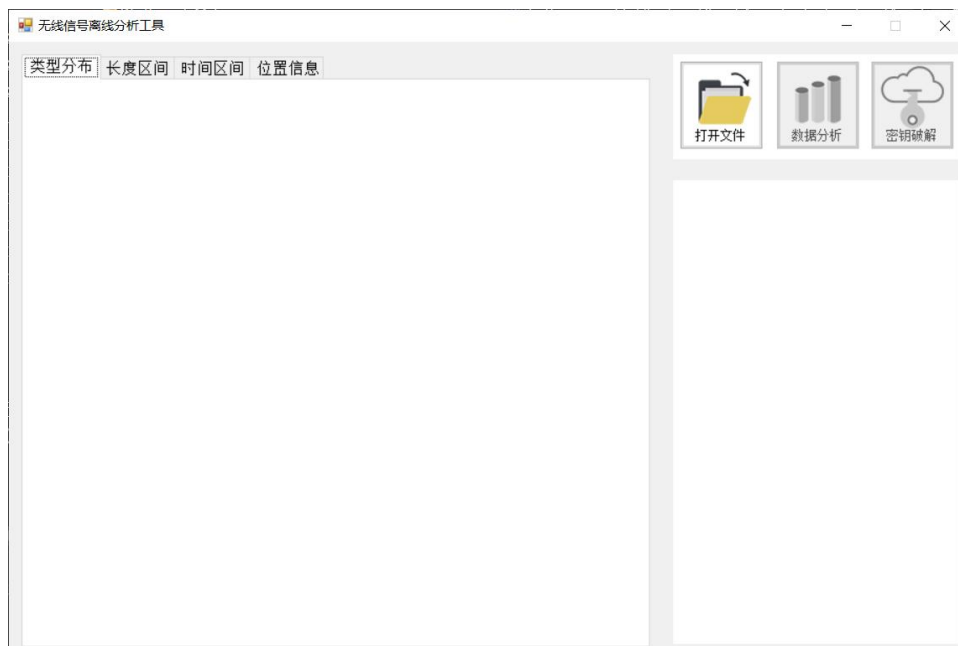 无线信号离线分析工具
类型分布 长度区间 时间区间 位置信息
打开文件 数据分析 密钥破解